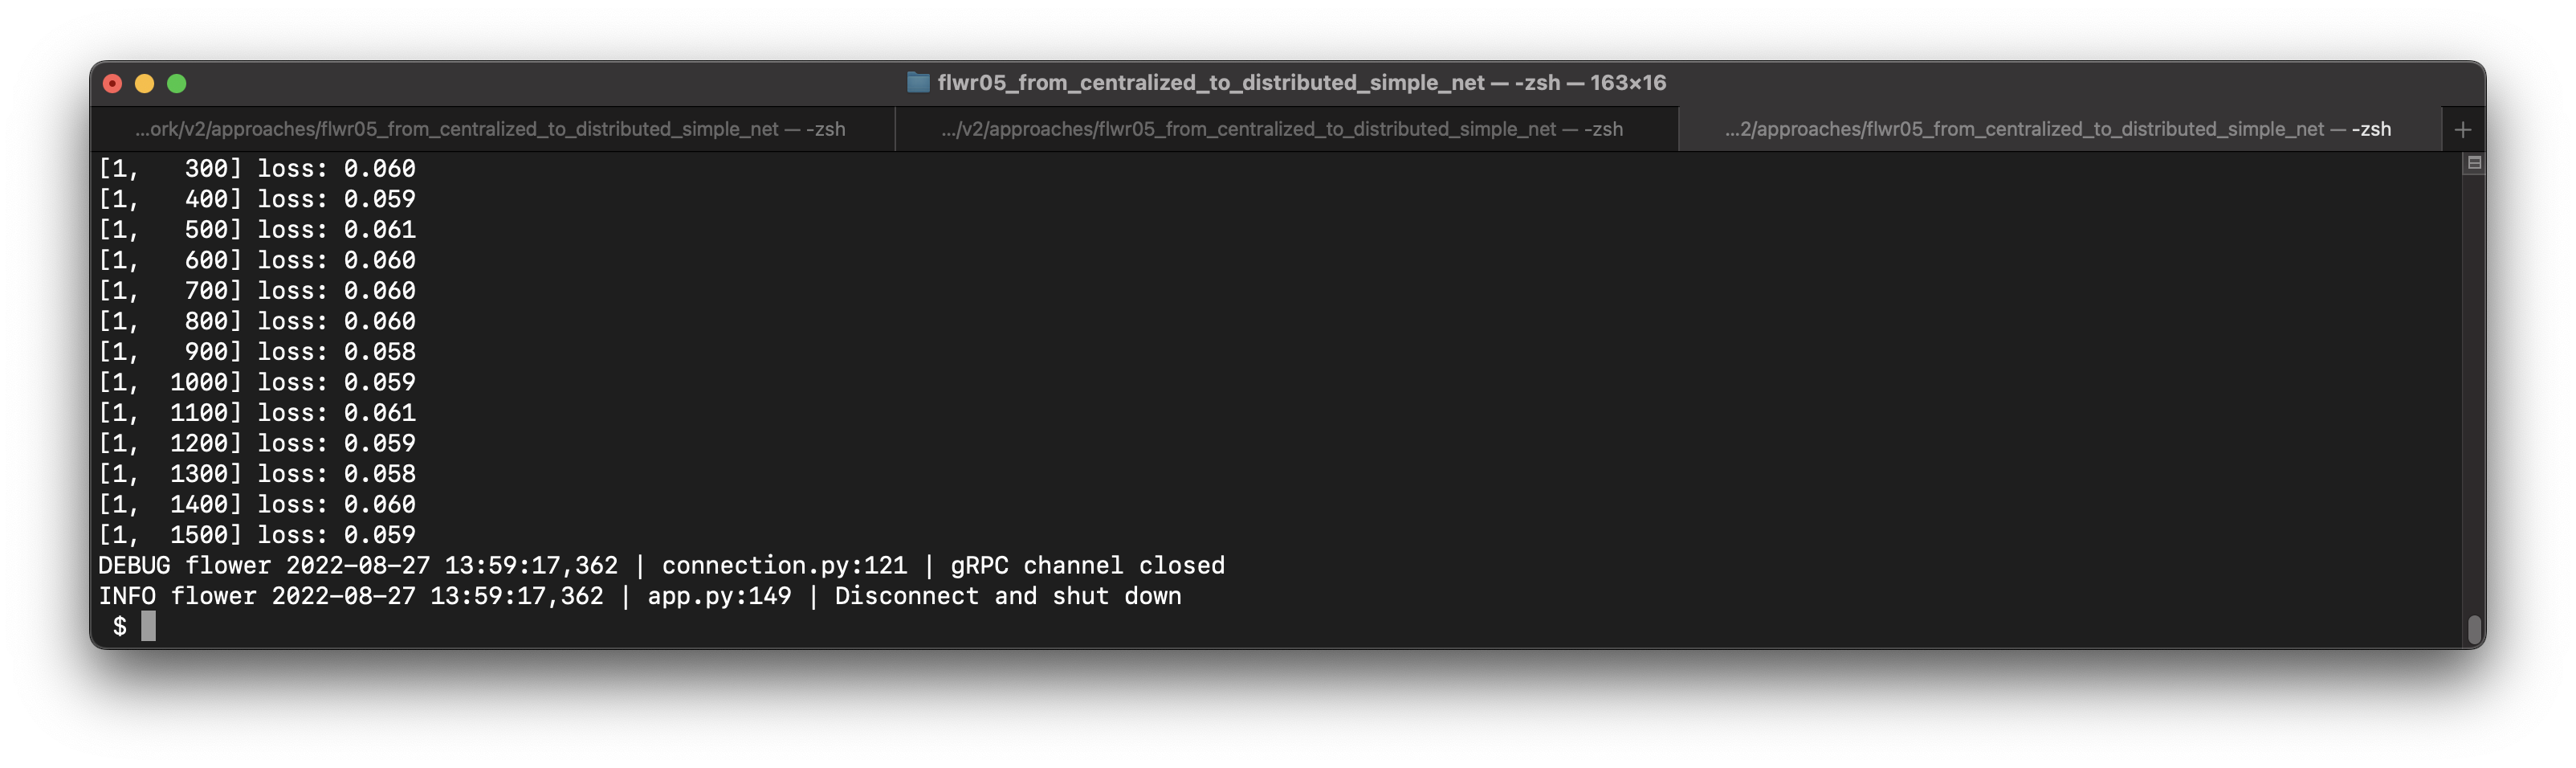 flwr05_from_centralized_to_distributed_simple_net — -zsh — 163×16
...ork/v2/approaches/flwr05_from_centralized_to_distributed_simple_net — -zsh
.../v2/approaches/flwr05_from_centralized_to_distributed_simple_net — -zsh
...2/approaches/flwr05_from_centralized_to_distributed_simple_net — -zsh
[1,   300] loss: 0.060
[1,   400] loss: 0.059
[1,   500] loss: 0.061
[1,   600] loss: 0.060
[1,   700] loss: 0.060
[1,   800] loss: 0.060
[1,   900] loss: 0.058
[1,  1000] loss: 0.059
[1,  1100] loss: 0.061
[1,  1200] loss: 0.059
[1,  1300] loss: 0.058
[1,  1400] loss: 0.060
[1,  1500] loss: 0.059
DEBUG flower 2022-08-27 13:59:17,362 | connection.py:121 | gRPC channel closed
INFO flower 2022-08-27 13:59:17,362 | app.py:149 | Disconnect and shut down
$